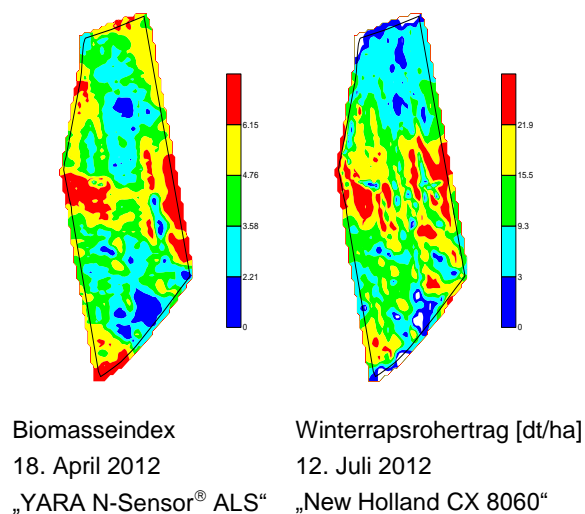 6.15
4.76
3.58
2.21
0
21.9
15.5
9.3
3
0
Biomasseindex
18. April 2012
„YARA N-Sensor® ALS“
Winterrapsrohertrag [dt/ha]
12. Juli 2012
„New Holland CX 8060“